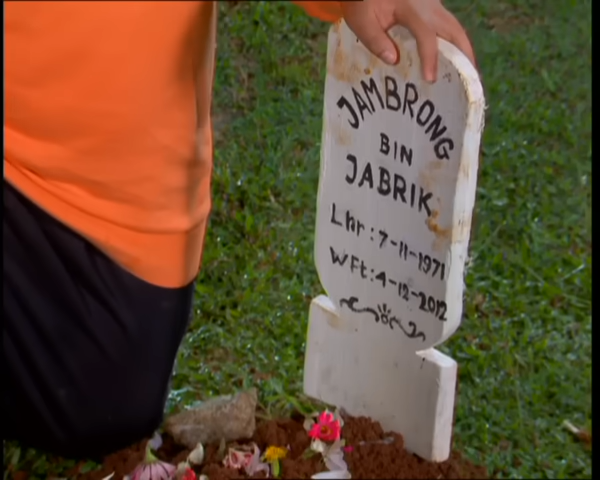 JAMBRONG
BIN
JABRIK
Lhr : 7-11-1971
WFt : 4-12-2012